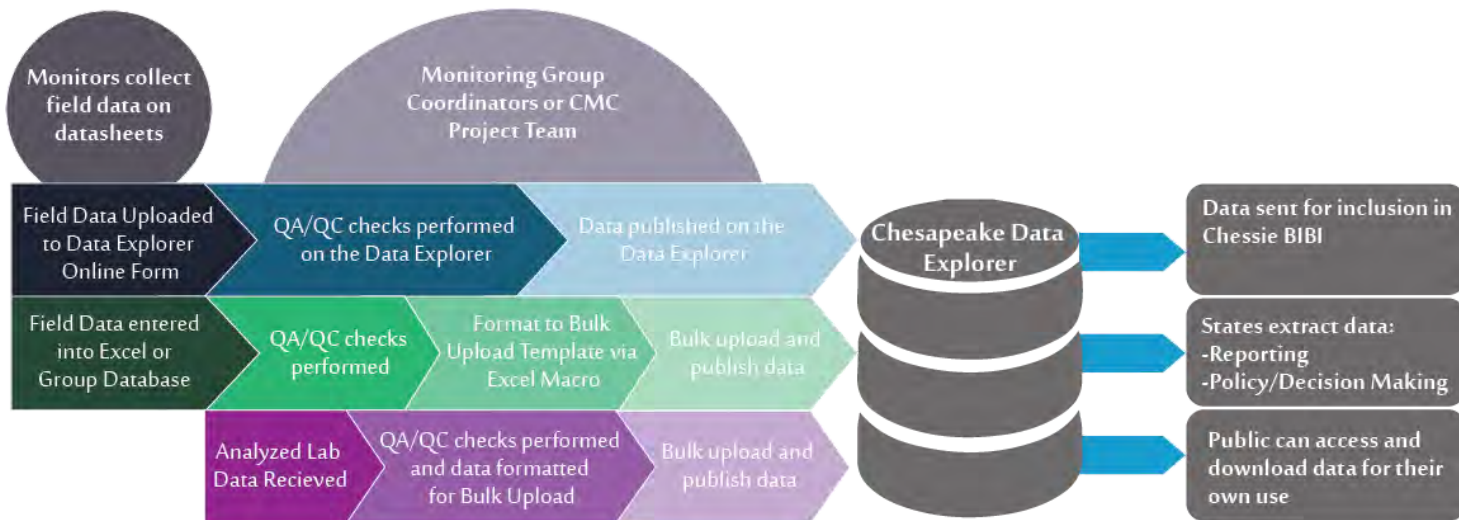 Monitors collect
field data on
datasheets
Monitoring Group
Coordinators or CMC
Project Team
Field Data Uploaded
to Data Explorer
Online Form
QA/QC checks performed
on the Data Explorer
Data published on the
Data Explorer
Field Data entered
into Excel or
Group Database
QA/QC checks
performed
Format to Bulk
Upload Template via
Excel Macro
Bulk upload and
publish data
Analyzed Lab
Data Recieved
QA/QC checks performed
and data formatted
for Bulk Upload
Bulk upload and
publish data
Chesapeake Data
Explorer
Data sent for inclusion in
Chessie BIBI
States extract data:
-Reporting
-Policy/Decision Making
Public can access and
download data for their
own use